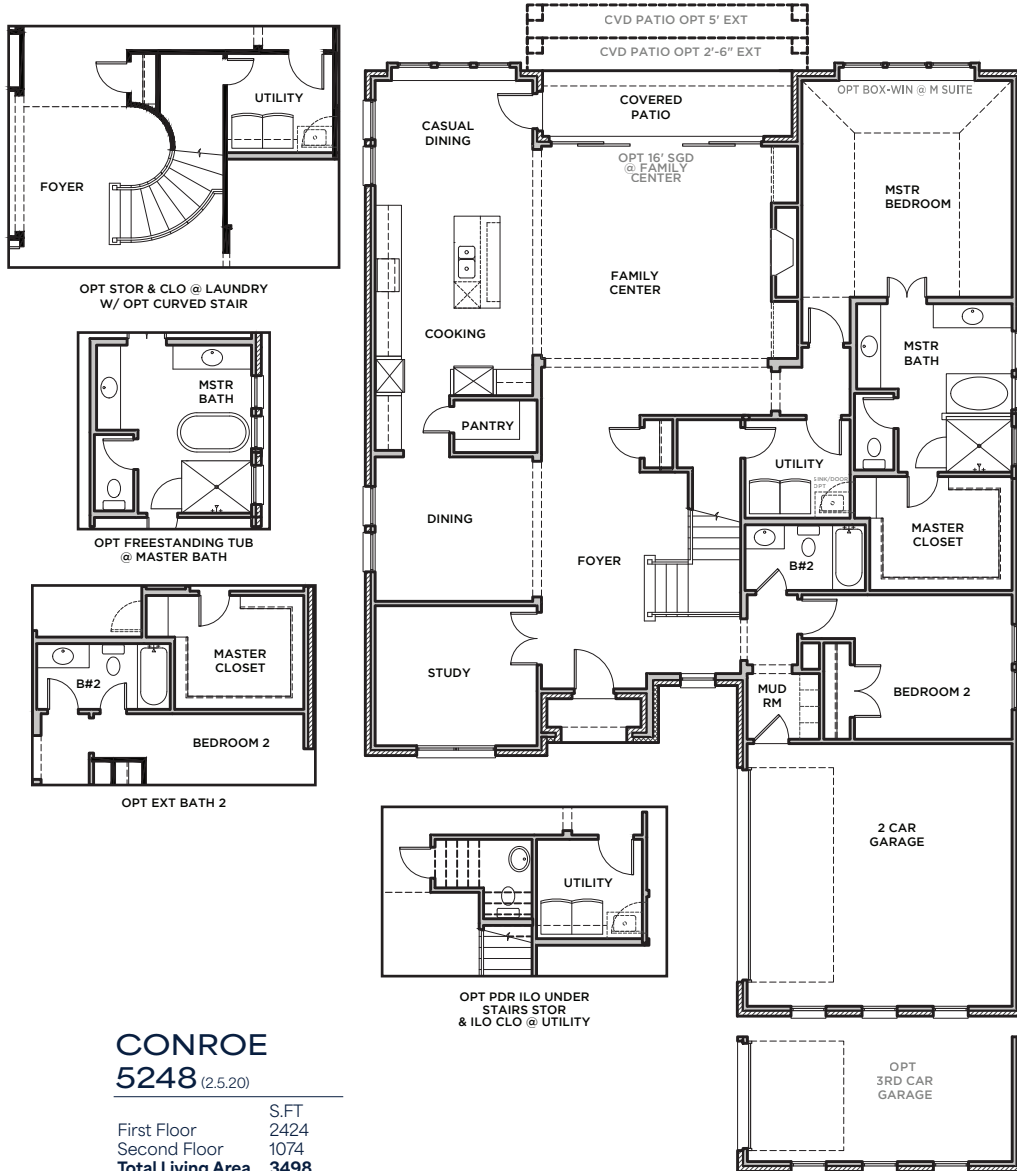 CVD PATIO OPT 5' EXT
CVD PATIO OPT 2'-6" EXT
UTILITY
FOYER
OPT STOR & CLO @ LAUNDRY
W/ OPT CURVED STAIR
CASUAL
DINING
COVERED
PATIO
OPT BOX-WIN @ M SUITE
OPT 16' SGD
@ FAMILY
CENTER
MSTR
BEDROOM
FAMILY
CENTER
COOKING
MSTR
BATH
MSTR
BATH
OPT FREESTANDING TUB
@ MASTER BATH
PANTRY
UTILITY
SINK/DOOR
OPT
DINING
FOYER
MASTER
CLOSET
B#2
MASTER
CLOSET
B#2
BEDROOM 2
OPT EXT BATH 2
STUDY
MUD
RM
BEDROOM 2
2 CAR
GARAGE
UTILITY
OPT PDR ILO UNDER
STAIRS STOR
& ILO CLO @ UTILITY
OPT
3RD CAR
GARAGE
CONROE
5248 (2.5.20)
S.FT
First Floor 2424
Second Floor 1074
Total Living Area 3498